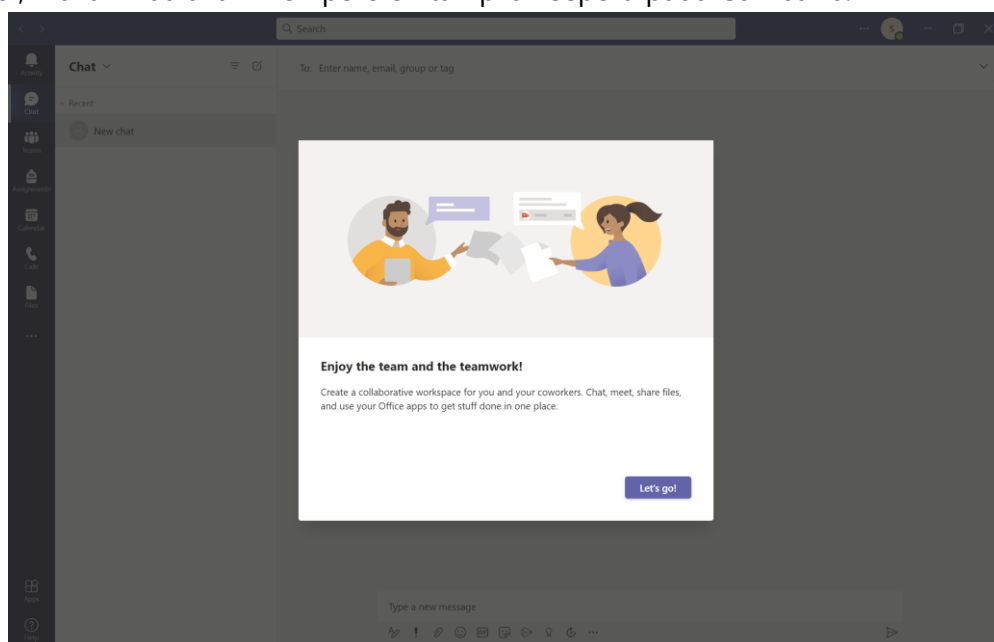 Search
S
Activity
Chat
Chat
To: Enter name, email, group or tag
Recent
New chat
Teams
Assignments
Calendar
Calls
Files
Enjoy the team and the teamwork!
Create a collaborative workspace for you and your coworkers. Chat, meet, share files,
and use your Office apps to get stuff done in one place.
Let's go!
Apps
Help
Type a new message